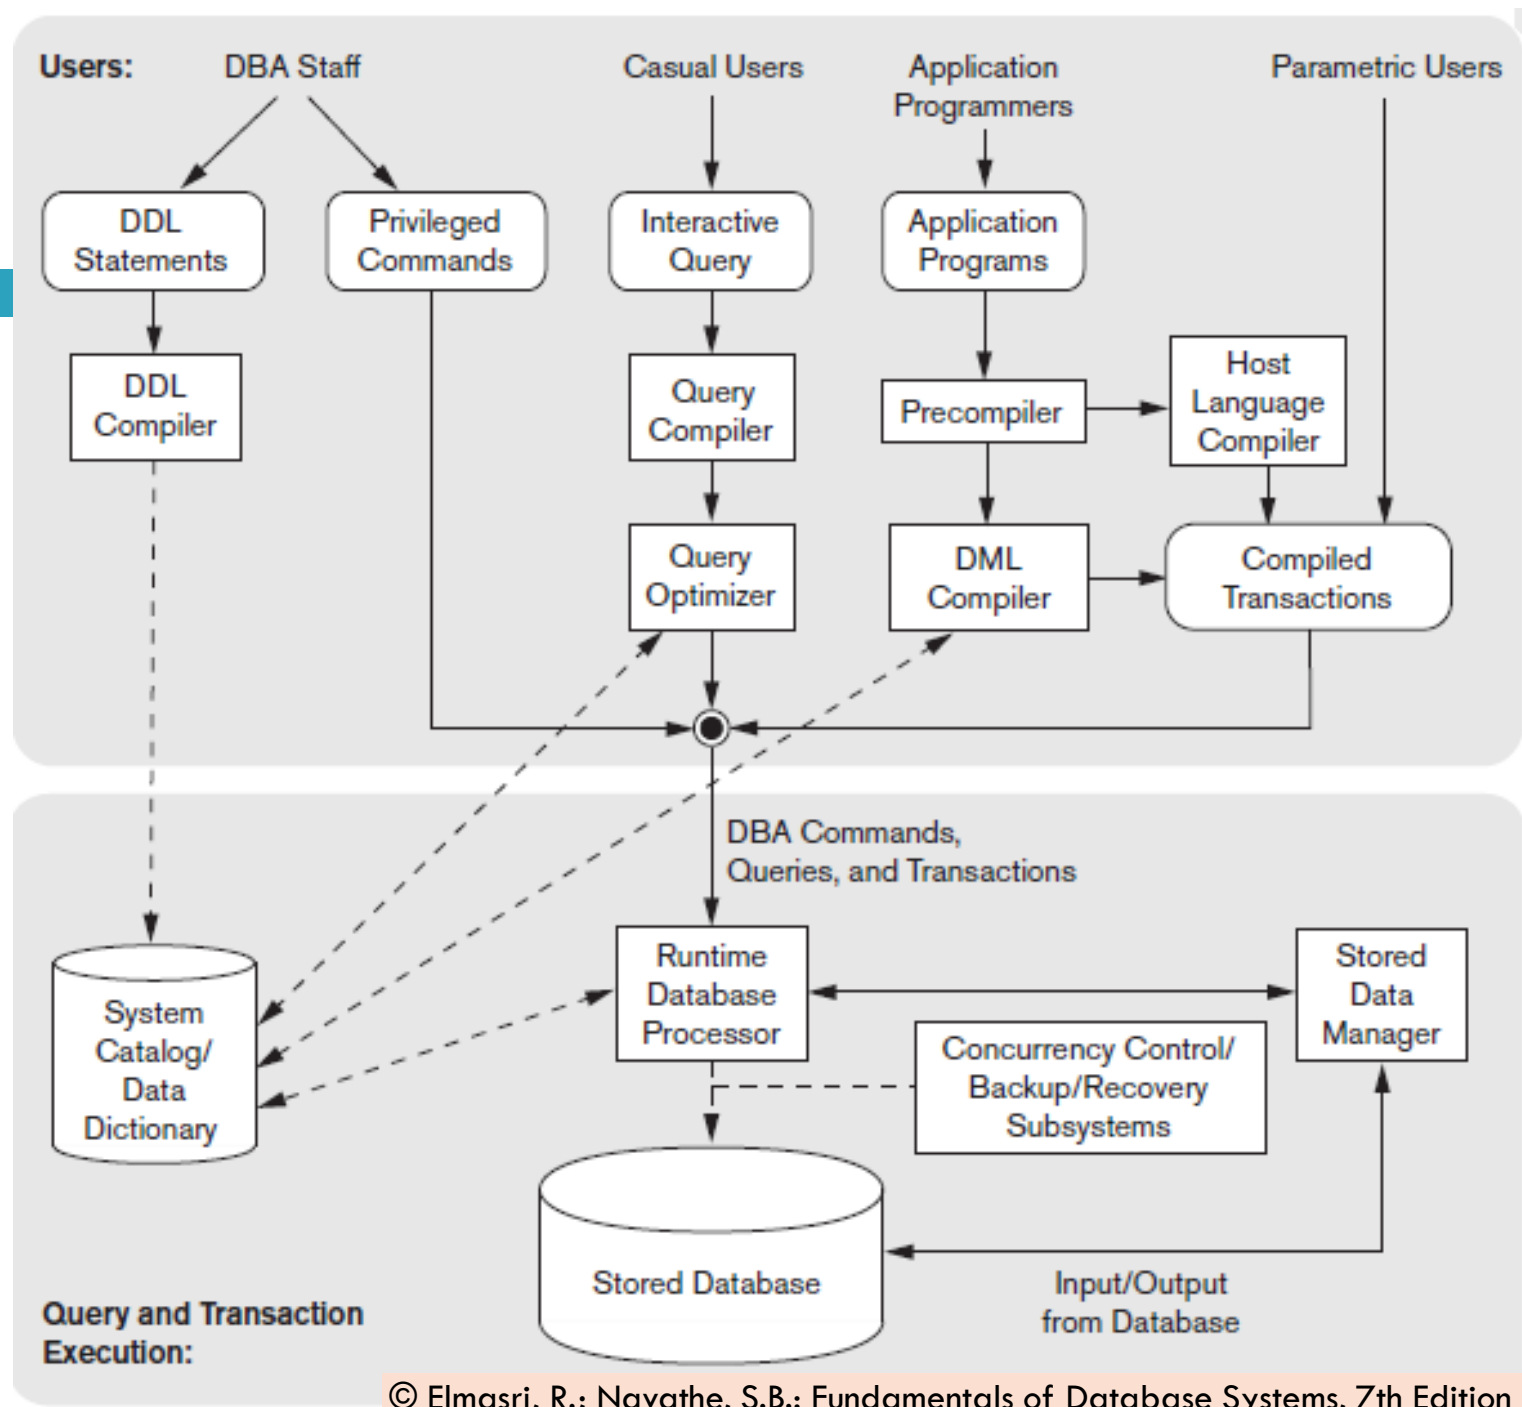 Users:
DBA Staff
Casual Users
Application
Programmers
Parametric Users
DDL
Statements
Privileged
Commands
Interactive
Query
Application
Programs
DDL
Compiler
Query
Compiler
Precompiler
Host
Language
Compiler
Query
Optimizer
DML
Compiler
Compiled
Transactions
DBA Commands,
Queries, and Transactions
System
Catalog/
Data
Dictionary
Runtime
Database
Processor
Stored
Data
Manager
Concurrency Control/
Backup/Recovery
Subsystems
Stored Database
Input/Output
from Database
Query and Transaction
Execution:
© Elmasri, R.; Navathe, S.B.: Fundamentals of Database Systems, 7th Edition